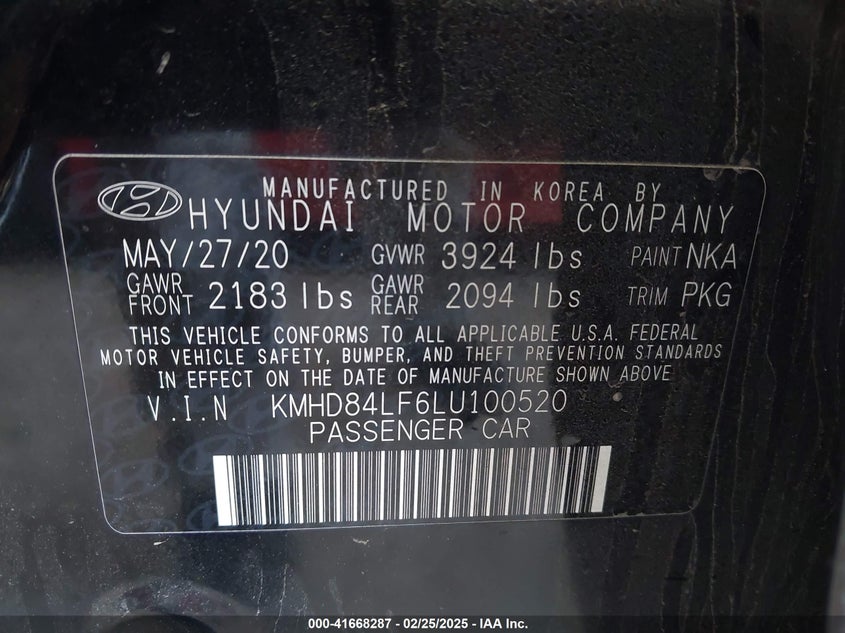 MANUFACTURED IN KOREA BY
HYUNDAI MOTOR COMPANY
MAY/27/20 GVWR 3924 lbs PAINT NKA
GAWR FRONT 2183 lbs GAWR REAR 2094 lbs TRIM PKG
THIS VEHICLE CONFORMS TO ALL APPLICABLE U.S.A. FEDERAL
MOTOR VEHICLE SAFETY, BUMPER, AND THEFT PREVENTION STANDARDS
IN EFFECT ON THE DATE OF MANUFACTURE SHOWN ABOVE
V.I.N KMHD84LF6LU100520
PASSENGER CAR
000-41668287 - 02/25/2025 - IAA Inc.